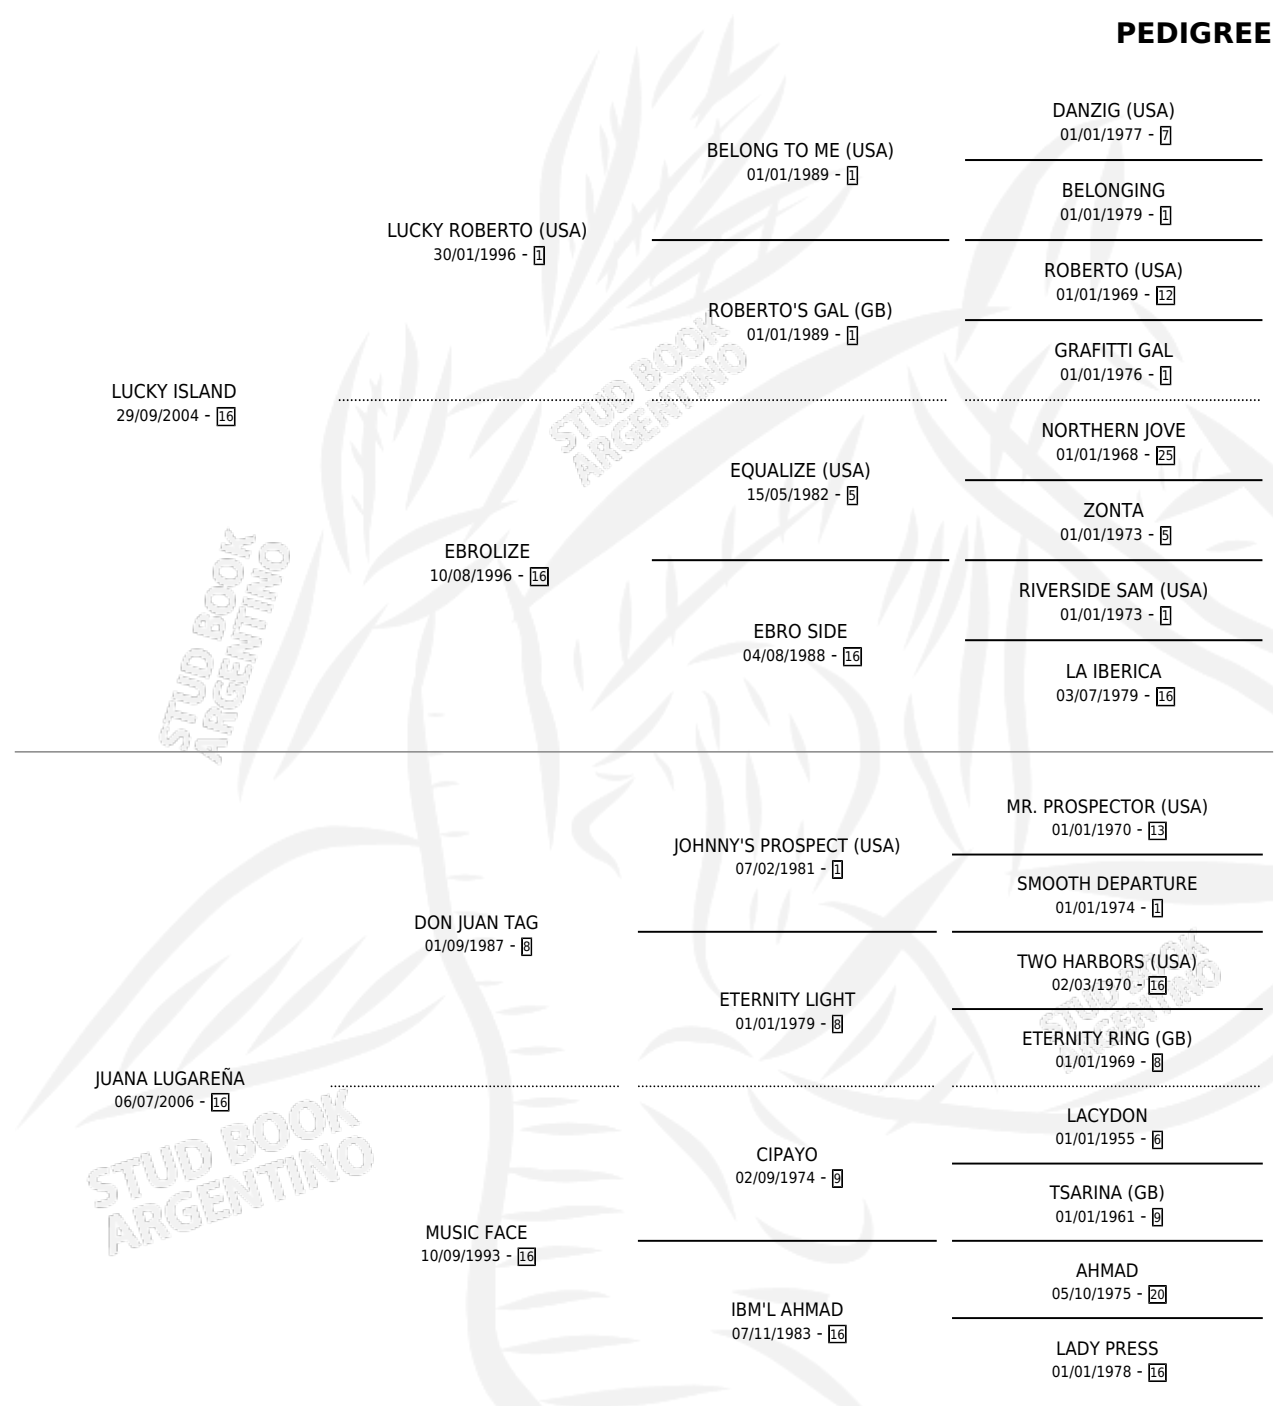 PEDIGREE
DANZIG (USA)
01/01/1977 - 7
BELONG TO ME (USA)
01/01/1989 - 1
BELONGING
01/01/1979 - 1
LUCKY ROBERTO (USA)
30/01/1996 - 1
ROBERTO (USA)
01/01/1969 - 12
ROBERTO'S GAL (GB)
01/01/1989 - 1
GRAFITTI GAL
01/01/1976 - 1
LUCKY ISLAND
29/09/2004 - 16
NORTHERN JOVE
01/01/1968 - 25
EQUALIZE (USA)
15/05/1982 - 5
ZONTA
01/01/1973 - 5
EBROLIZE
10/08/1996 - 16
RIVERSIDE SAM (USA)
01/01/1973 - 1
EBRO SIDE
04/08/1988 - 16
LA IBERICA
03/07/1979 - 16
MR. PROSPECTOR (USA)
01/01/1970 - 13
JOHNNY'S PROSPECT (USA)
07/02/1981 - 1
SMOOTH DEPARTURE
01/01/1974 - 1
DON JUAN TAG
01/09/1987 - 8
TWO HARBORS (USA)
02/03/1970 - 16
ETERNITY LIGHT
01/01/1979 - 8
ETERNITY RING (GB)
01/01/1969 - 8
JUANA LUGAREÑA
06/07/2006 - 16
LACYDON
01/01/1955 - 6
CIPAYO
02/09/1974 - 9
TSARINA (GB)
01/01/1961 - 9
MUSIC FACE
10/09/1993 - 16
AHMAD
05/10/1975 - 20
IBM'L AHMAD
07/11/1983 - 16
LADY PRESS
01/01/1978 - 16
STUD BOOK
ARGENTINO
STUD BOOK
ARGENTINO
STUD BOOK
ARGENTINO
STUD BOOK
ARGENTINO